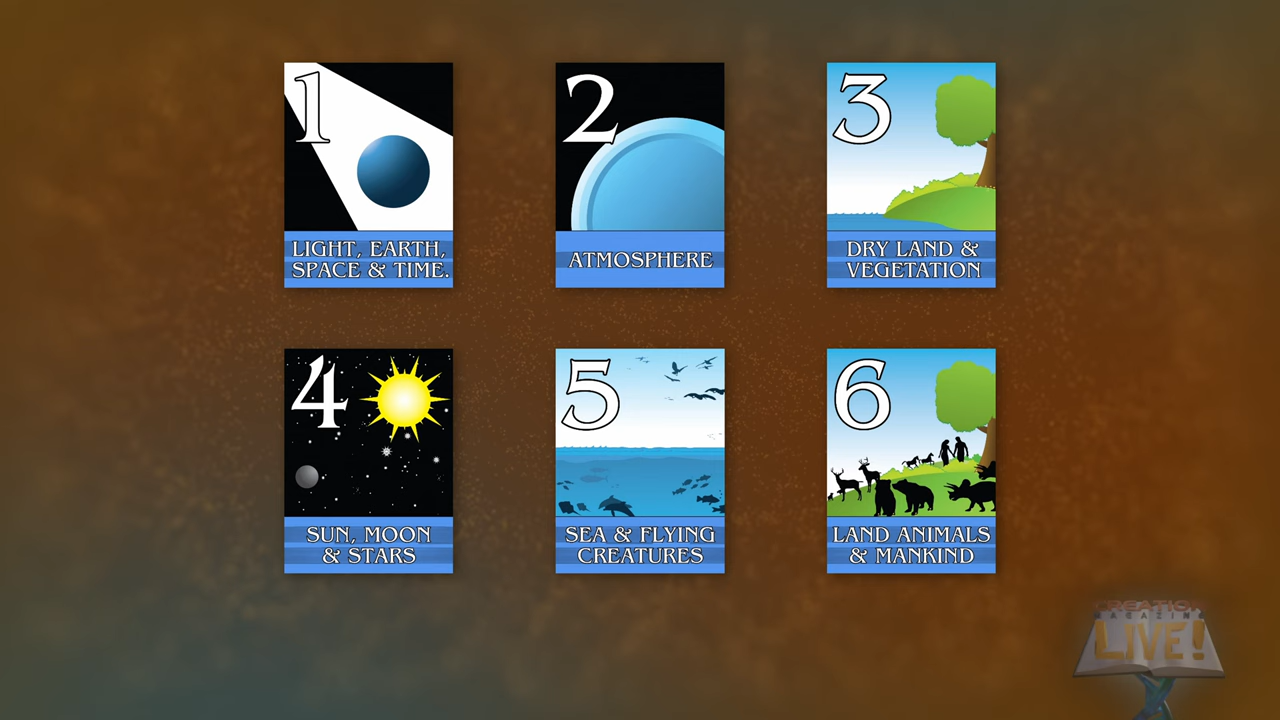 1
LIGHT, EARTH,
SPACE & TIME.
2
ATMOSPHERE
3
DRY LAND &
VEGETATION
4
SUN, MOON
& STARS
5
SEA & FLYING
CREATURES
6
LAND ANIMALS
& MANKIND
CREATION
MAGAZINE
LIVE!